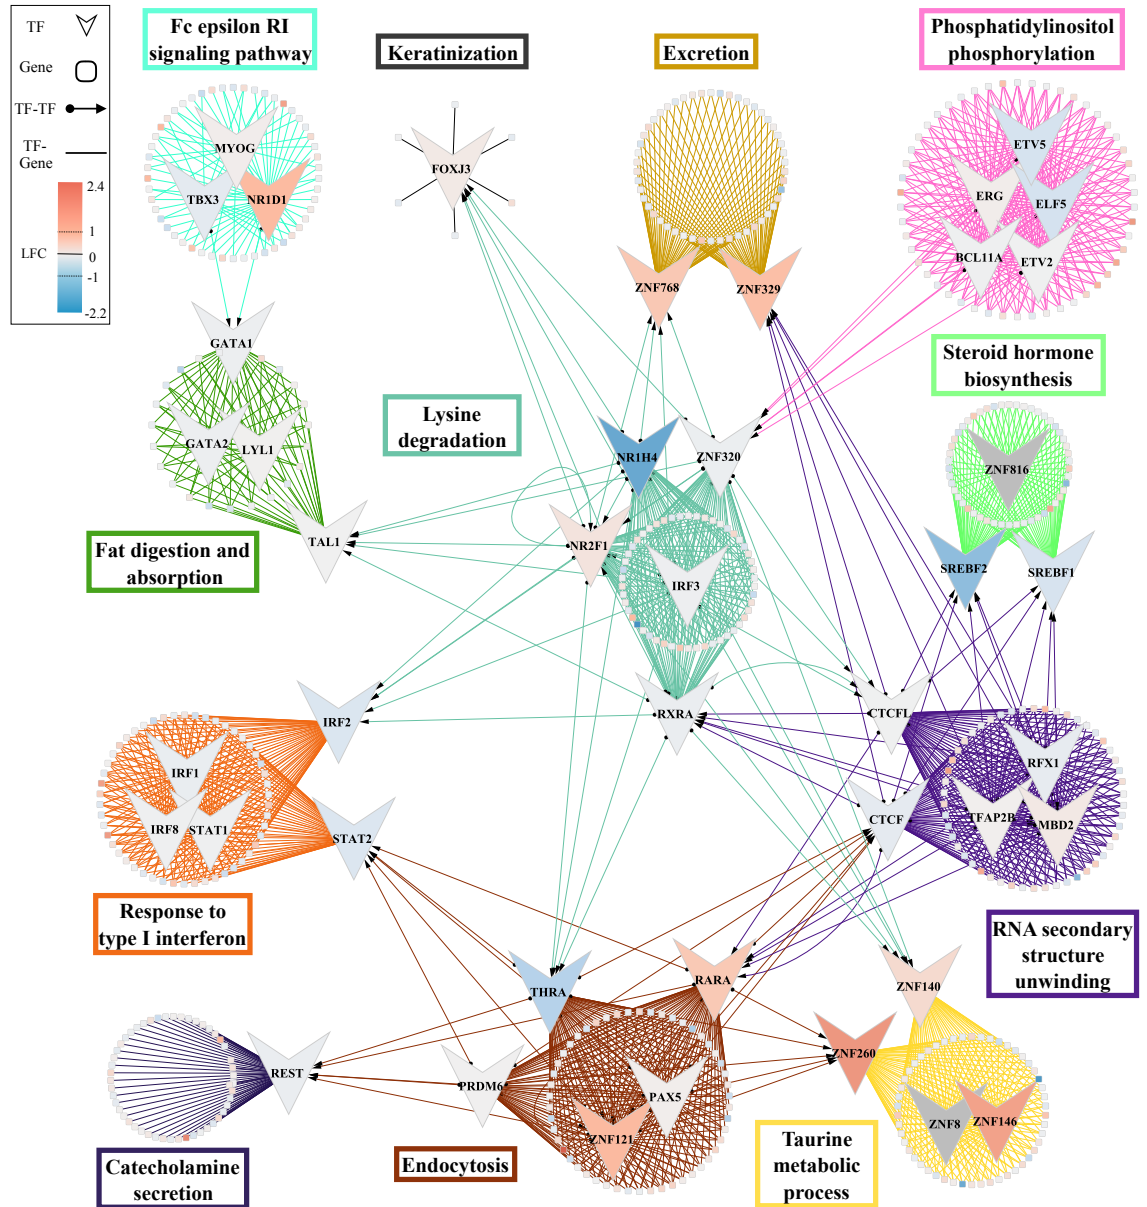 TF
Gene
TF-TF
TF-
Gene
2.4
1
LFC
0
-1
-2.2
Fc epsilon RI
signaling pathway
Keratinization
Excretion
Phosphatidylinositol
phosphorylation
MYOG
TBX3
NR1D1
FOXJ3
ZNF768
ZNF329
ETV5
ERG
ELF5
BCL11A
ETV2
GATA1
GATA2
LYL1
TAL1
Fat digestion and
absorption
Lysine
degradation
NR1H4
ZNF320
NR2F1
IRF3
RXRA
Steroid hormone
biosynthesis
ZNF816
SREBF2
SREBF1
IRF2
IRF1
IRF8
STAT1
STAT2
Response to
type I interferon
CTCFL
CTCF
RFX1
TFAP2B
MBD2
RNA secondary
structure
unwinding
THRA
RARA
PRDM6
PAX5
ZNF121
Endocytosis
REST
Catecholamine
secretion
ZNF140
ZNF260
ZNF8
ZNF146
Taurine
metabolic
process